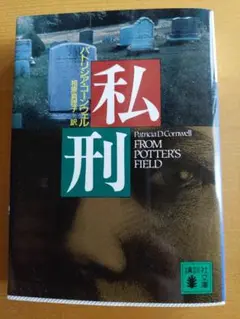 私刑
パトリシア・コーンウェル
相原真理子=訳
Patricia D. Cornwell
FROM
POTTER'S
FIELD
講談社文庫